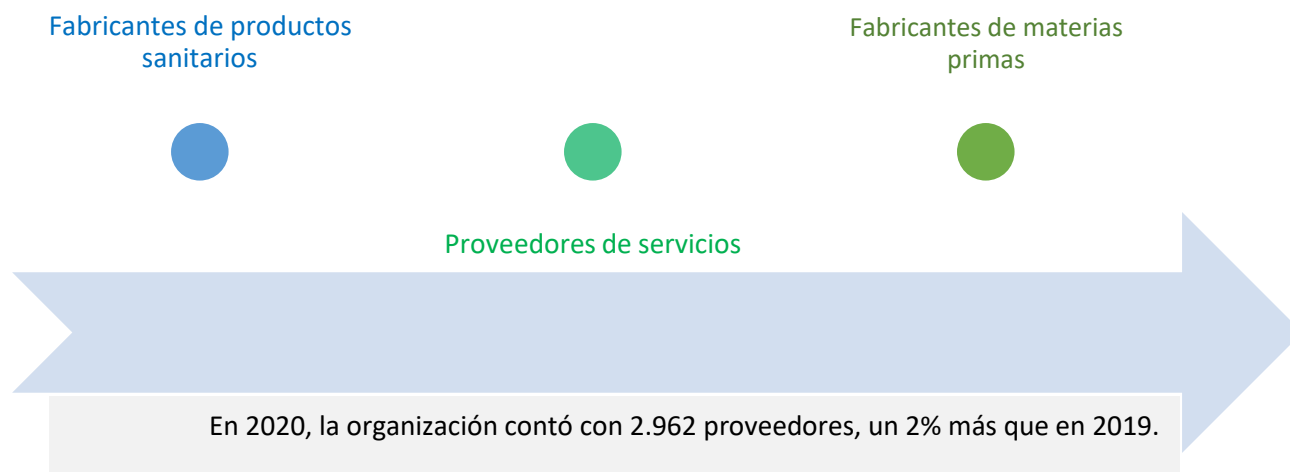 Fabricantes de productos
sanitarios
Fabricantes de materias
primas
Proveedores de servicios
En 2020, la organización contó con 2.962 proveedores, un 2% más que en 2019.